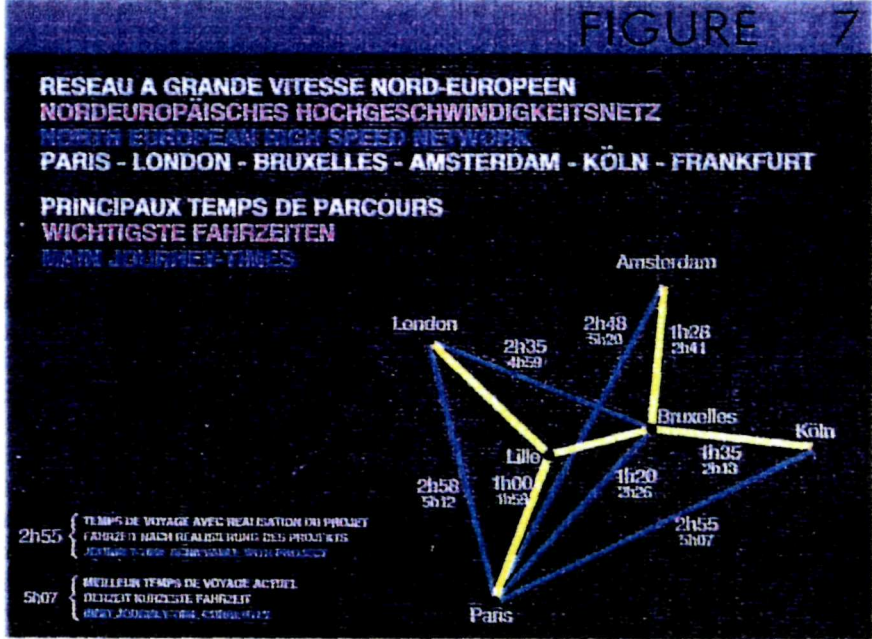 FIGURE 7
RESEAU A GRANDE VITESSE NORD-EUROPEEN
NORDEUROPÄISCHES HOCHGESCHWINDIGKEITSNETZ
NORTH EUROPEAN HIGH SPEED NETWORK
PARIS - LONDON - BRUXELLES - AMSTERDAM - KÖLN - FRANKFURT
PRINCIPAUX TEMPS DE PARCOURS
WICHTIGSTE FAHRZEITEN
MAIN JOURNEY-TIMES
Amsterdam
London
2h35
4h59
2h48
5h20
1h28
2h41
Bruxelles
Köln
Lille
1h35
2h13
2h58
5h12
1h00
1h59
1h20
2h26
2h55
5h07
Paris
2h55
TEMPS DE VOYAGE AVEC REALISATION DU PROJET
FAHRZEIT NACH REALISIERUNG DES PROJEKTS
5h07
MEILLEUR TEMPS DE VOYAGE ACTUEL
DERZEIT KÜRZESTE FAHRZEIT